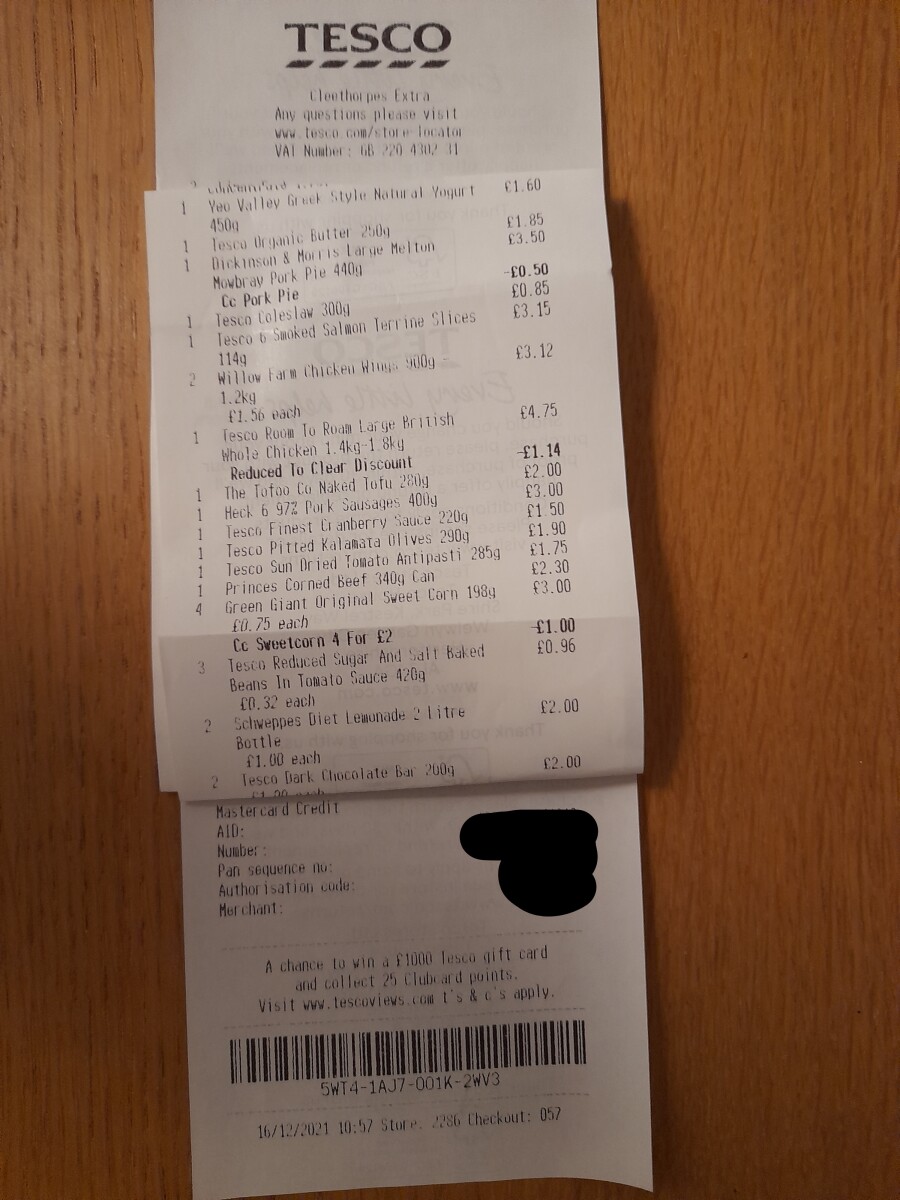 TESCO
Cleethorpes Extra
Any questions please visit
www.tesco.com/store-locator
VAT Number: GB 220 4302 31
1 Yeo Valley Greek Style Natural Yogurt £1.60
450g
1 Tesco Organic Butter 250g £1.85
1 Dickinson & Morris Large Melton £3.50
Mowbray Pork Pie 440g
Cc Pork Pie -£0.50
1 Tesco Coleslaw 300g £0.85
1 Tesco 6 Smoked Salmon Terrine Slices £3.15
114g
2 Willow Farm Chicken Wings 900g - £3.12
1.2kg
£1.56 each
1 Tesco Room To Roam Large British £4.75
Whole Chicken 1.4kg-1.8kg
Reduced To Clear Discount -£1.14
1 The Tofoo Co Naked Tofu 280g £2.00
1 Heck 6 97% Pork Sausages 400g £3.00
1 Tesco Finest Cranberry Sauce 220g £1.50
1 Tesco Pitted Kalamata Olives 290g £1.90
1 Tesco Sun Dried Tomato Antipasti 285g £1.75
1 Princes Corned Beef 340g Can £2.30
4 Green Giant Original Sweet Corn 198g £3.00
£0.75 each
Cc Sweetcorn 4 For £2 -£1.00
3 Tesco Reduced Sugar And Salt Baked £0.96
Beans In Tomato Sauce 420g
£0.32 each
2 Schweppes Diet Lemonade 2 Litre £2.00
Bottle
£1.00 each
2 Tesco Dark Chocolate Bar 200g £2.00
Mastercard Credit
AID:
Number:
Pan sequence no:
Authorisation code:
Merchant:
A chance to win a £1000 Tesco gift card
and collect 25 Clubcard points.
Visit www.tescoviews.com t's & c's apply.
5WT4-1AJ7-001K-2WV3
16/12/2021 10:57 Store: 2286 Checkout: 057